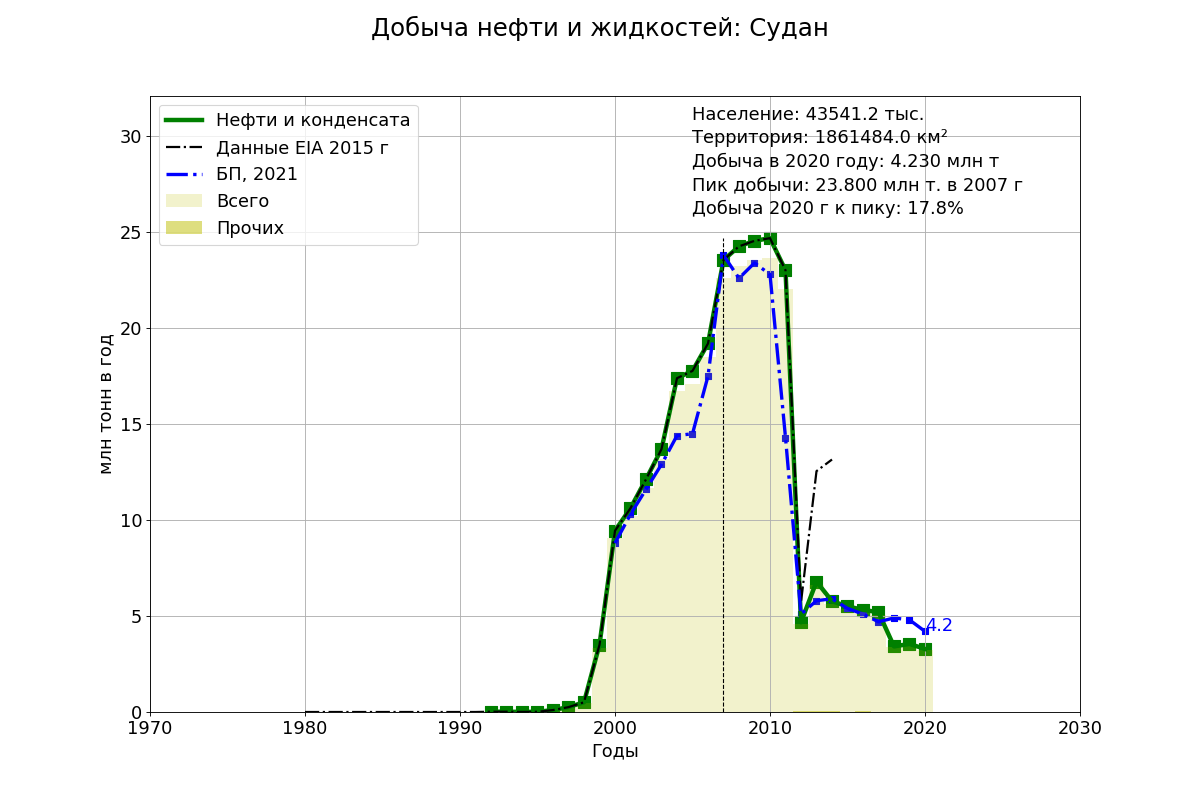 Добыча нефти и жидкостей: Судан
Нефти и конденсата
Данные EIA 2015 г
БП, 2021
Всего
Прочих
Население: 43541.2 тыс.
Территория: 1861484.0 км²
Добыча в 2020 году: 4.230 млн т
Пик добычи: 23.800 млн т. в 2007 г
Добыча 2020 г к пику: 17.8%
млн тонн в год
30
25
20
15
10
5
0
4.2
1970 1980 1990 2000 2010 2020 2030
Годы